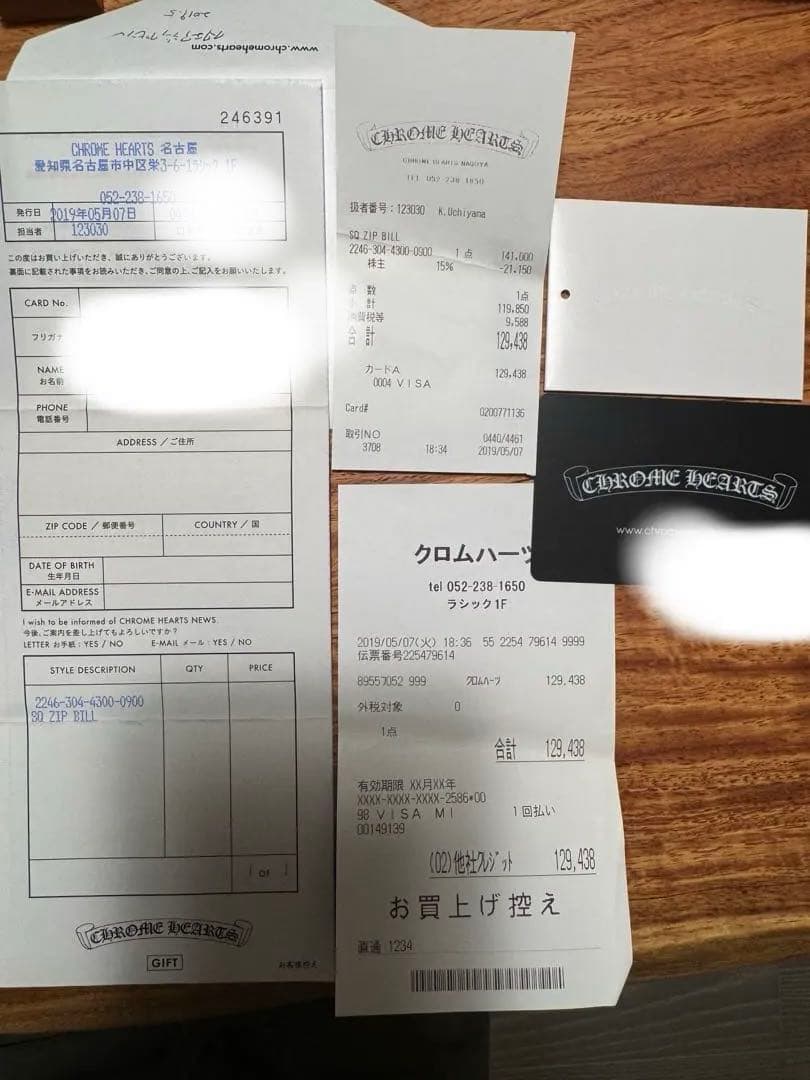 www.chromehearts.com
2019.5
246391
CHROME HEARTS 名古屋
愛知県名古屋市中区栄3-6-1ラシック 1F
052-238-1650
発行日 2019年05月07日
担当者 123030
この度はお買い上げいただき、誠にありがとうございます。
裏面に記載された事項をお読みいただき、ご同意の上、ご記入をお願いいたします。
CARD No.
フリガナ
NAME
お名前
PHONE
電話番号
ADDRESS / ご住所
ZIP CODE / 郵便番号 COUNTRY / 国
DATE OF BIRTH
生年月日
E-MAIL ADDRESS
メールアドレス
I wish to be informed of CHROME HEARTS NEWS.
今後、ご案内を差し上げてもよろしいですか?
LETTER お手紙 : YES / NO E-MAIL メール : YES / NO
STYLE DESCRIPTION QTY PRICE
2246-304-4300-0900
SQ ZIP BILL
( of )
CHROME HEARTS
GIFT
お客様控え
CHROME HEARTS
CHROME HEARTS NAGOYA
TEL 052-238-1650
扱者番号:123030 K.Uchiyama
SQ ZIP BILL
2246-304-4300-0900 1点 141,000
株主 15% -21,150
点 数 1点
小 計 119,850
消費税等 9,588
合 計 129,438
カードA 129,438
0004 VISA
Card# 0200771136
取引NO 0440/4461
3708 18:34 2019/05/07
クロムハーツ
tel 052-238-1650
ラシック1F
2019/05/07(火) 18:36 55 2254 79614 9999
伝票番号225479614
89557052 999 クロムハーツ 129,438
外税対象 0
1点
合計 129,438
有効期限 XX月XX年
XXXX-XXXX-XXXX-2586*00
98 VISA MI 1回払い
00149139
(02)他社クレジット 129,438
お買上げ控え
直通 1234
CHROME HEARTS